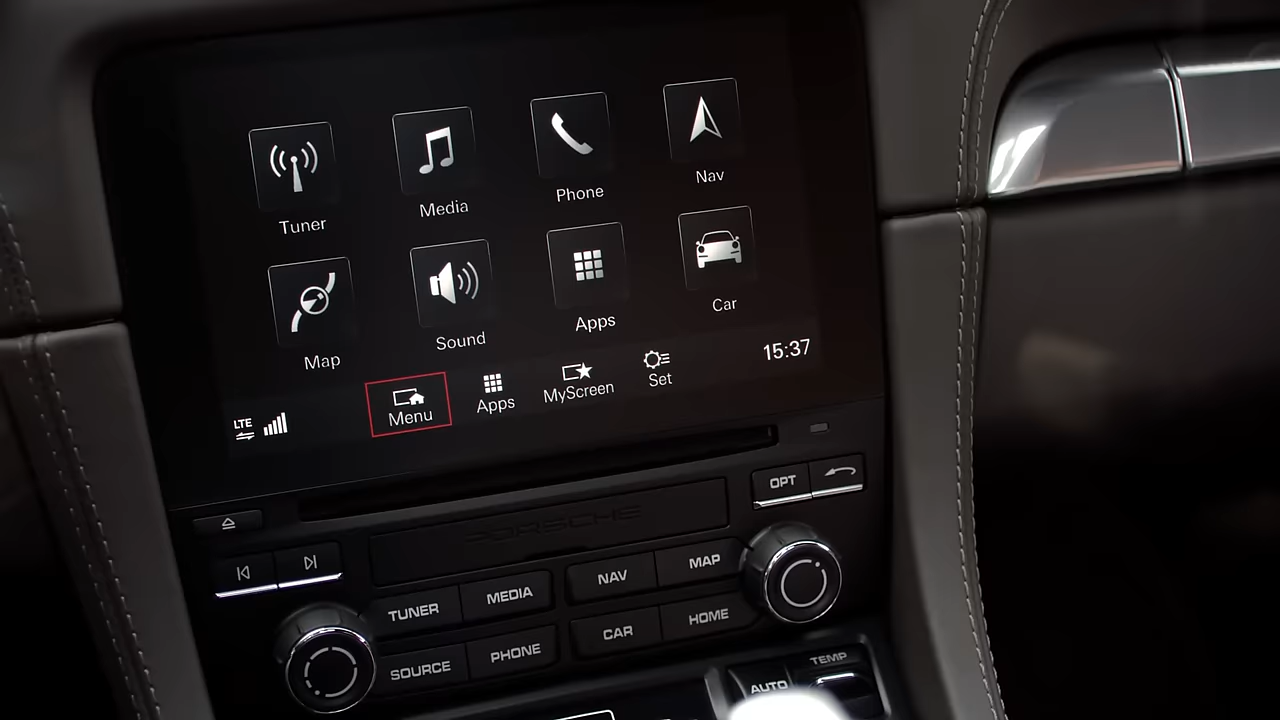 Tuner
Media
Phone
Nav
Map
Sound
Apps
Car
LTE
Menu
Apps
MyScreen
Set
15:37
OPT
PORSCHE
TUNER
MEDIA
NAV
MAP
SOURCE
PHONE
CAR
HOME
TEMP
AUTO